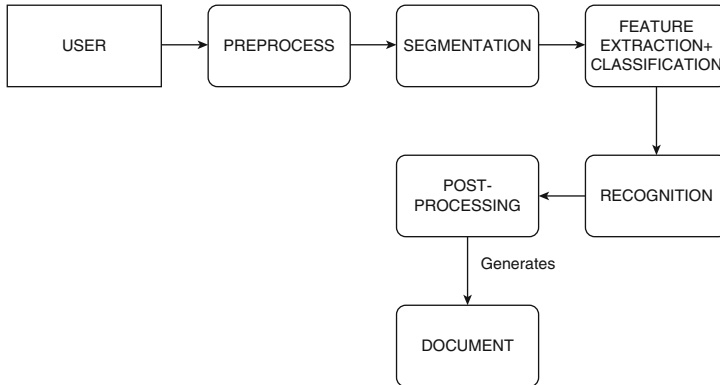 USER
PREPROCESS
SEGMENTATION
FEATURE
EXTRACTION+
CLASSIFICATION
RECOGNITION
POST-
PROCESSING
Generates
DOCUMENT